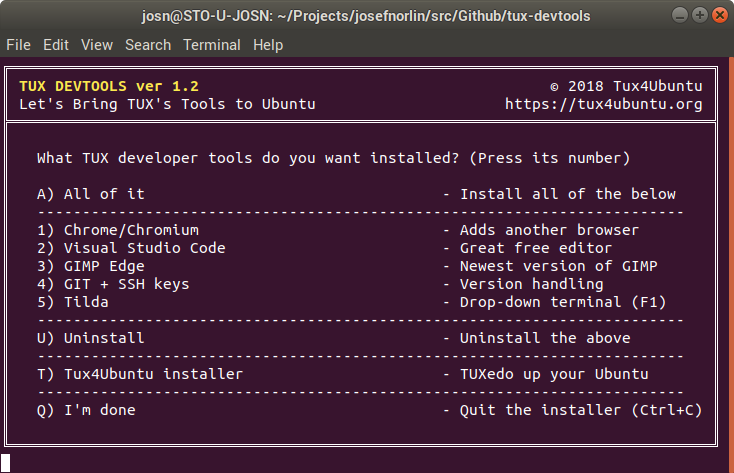 josn@STO-U-JOSN: ~/Projects/josefnorlin/src/Github/tux-devtools
File Edit View Search Terminal Help
TUX DEVTOOLS ver 1.2 © 2018 Tux4Ubuntu
Let's Bring TUX's Tools to Ubuntu https://tux4ubuntu.org
What TUX developer tools do you want installed? (Press its number)
A) All of it - Install all of the below
------------------------------------------------------------------------
1) Chrome/Chromium - Adds another browser
2) Visual Studio Code - Great free editor
3) GIMP Edge - Newest version of GIMP
4) GIT + SSH keys - Version handling
5) Tilda - Drop-down terminal (F1)
------------------------------------------------------------------------
U) Uninstall - Uninstall the above
------------------------------------------------------------------------
T) Tux4Ubuntu installer - TUXedo up your Ubuntu
------------------------------------------------------------------------
Q) I'm done - Quit the installer (Ctrl+C)